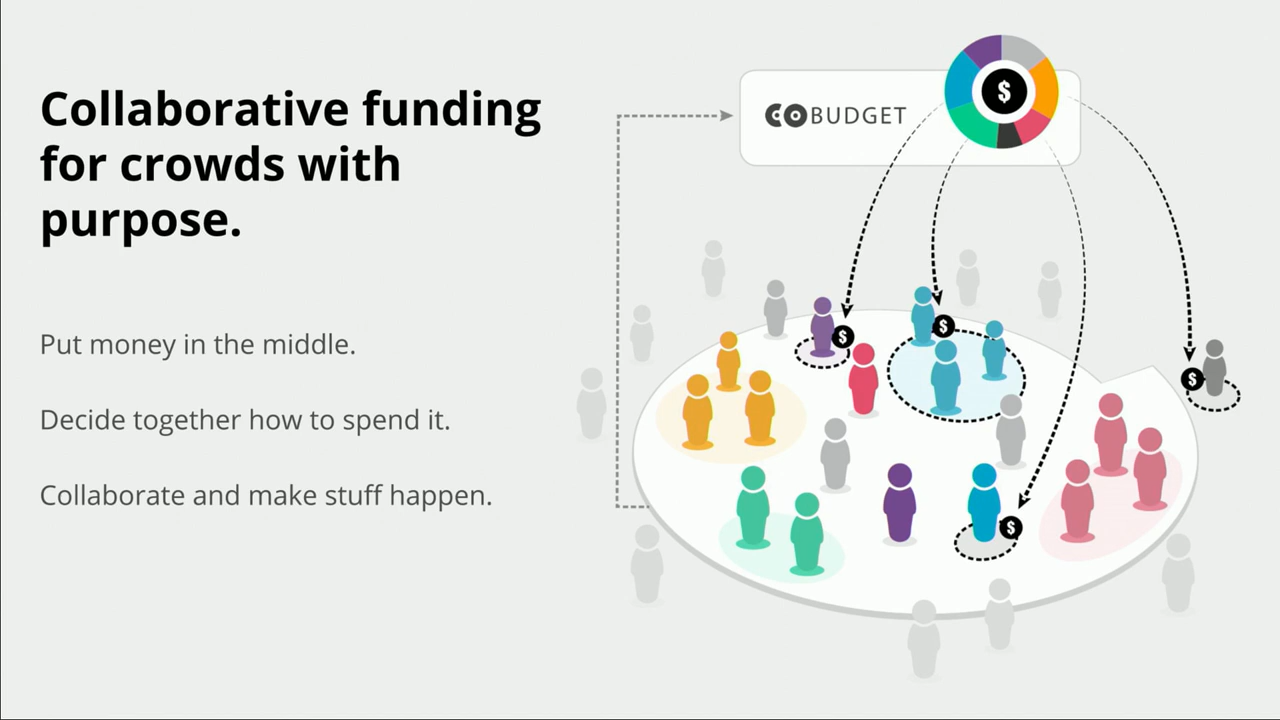 Collaborative funding
for crowds with
purpose.
Put money in the middle.
Decide together how to spend it.
Collaborate and make stuff happen.
COBUDGET
$
$
$
$
$